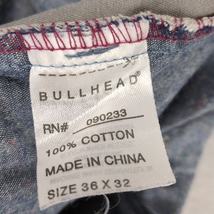 BULLHEAD®
RN# 090233
100% COTTON
MADE IN CHINA
SIZE 36 X 32